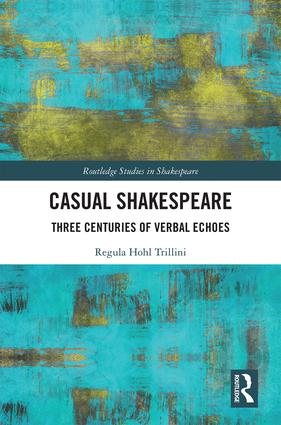 Routledge Studies in Shakespeare
CASUAL SHAKESPEARE
THREE CENTURIES OF VERBAL ECHOES
Regula Hohl Trillini
ROUTLEDGE